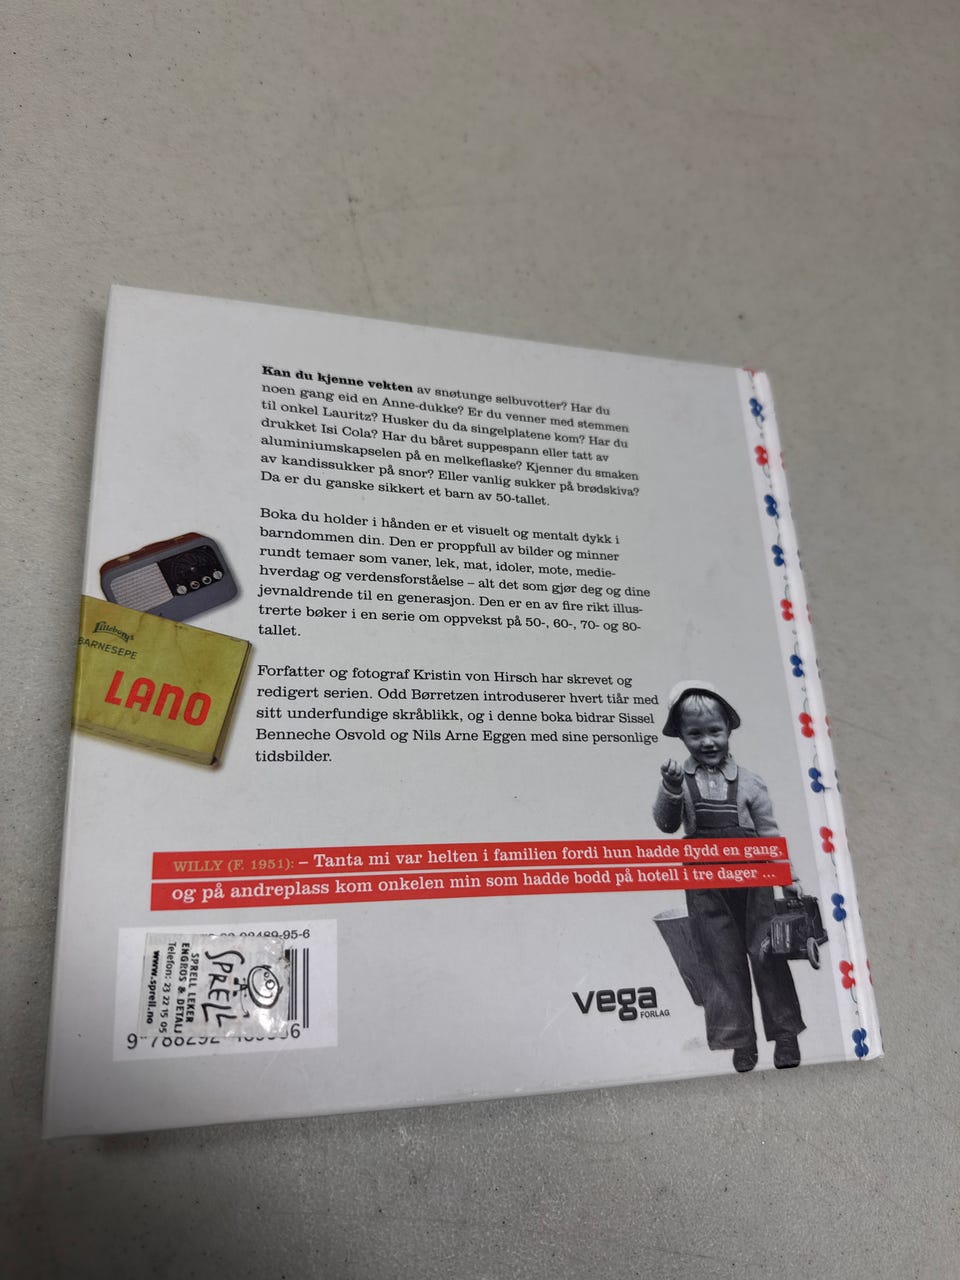 Kan du kjenne vekten av snøtunge selbuvotter? Har du
noen gang eid en Anne-dukke? Er du venner med stemmen
til onkel Lauritz? Husker du da singelplatene kom? Har du
drukket Isi Cola? Har du båret suppespann eller tatt av
aluminiumskapselen på en melkeflaske? Kjenner du smaken
av kandissukker på snor? Eller vanlig sukker på brødskiva?
Da er du ganske sikkert et barn av 50-tallet.
Boka du holder i hånden er et visuelt og mentalt dykk i
barndommen din. Den er proppfull av bilder og minner
rundt temaer som vaner, lek, mat, idoler, mote, medie-
hverdag og verdensforståelse – alt det som gjør deg og dine
jevnaldrende til en generasjon. Den er en av fire rikt illus-
trerte bøker i en serie om oppvekst på 50-, 60-, 70- og 80-
tallet.
Lilleborgs
BARNESEPE
LANO
Forfatter og fotograf Kristin von Hirsch har skrevet og
redigert serien. Odd Børretzen introduserer hvert tiår med
sitt underfundige skråblikk, og i denne boka bidrar Sissel
Benneche Osvold og Nils Arne Eggen med sine personlige
tidsbilder.
WILLY (F. 1951): – Tanta mi var helten i familien fordi hun hadde flydd en gang,
og på andreplass kom onkelen min som hadde bodd på hotell i tre dager ...
SPRELL
SPRELL LEKER
ENGROS & DETALJ
Telefon: 23 22 15 05
www.sprell.no
vega
FORLAG